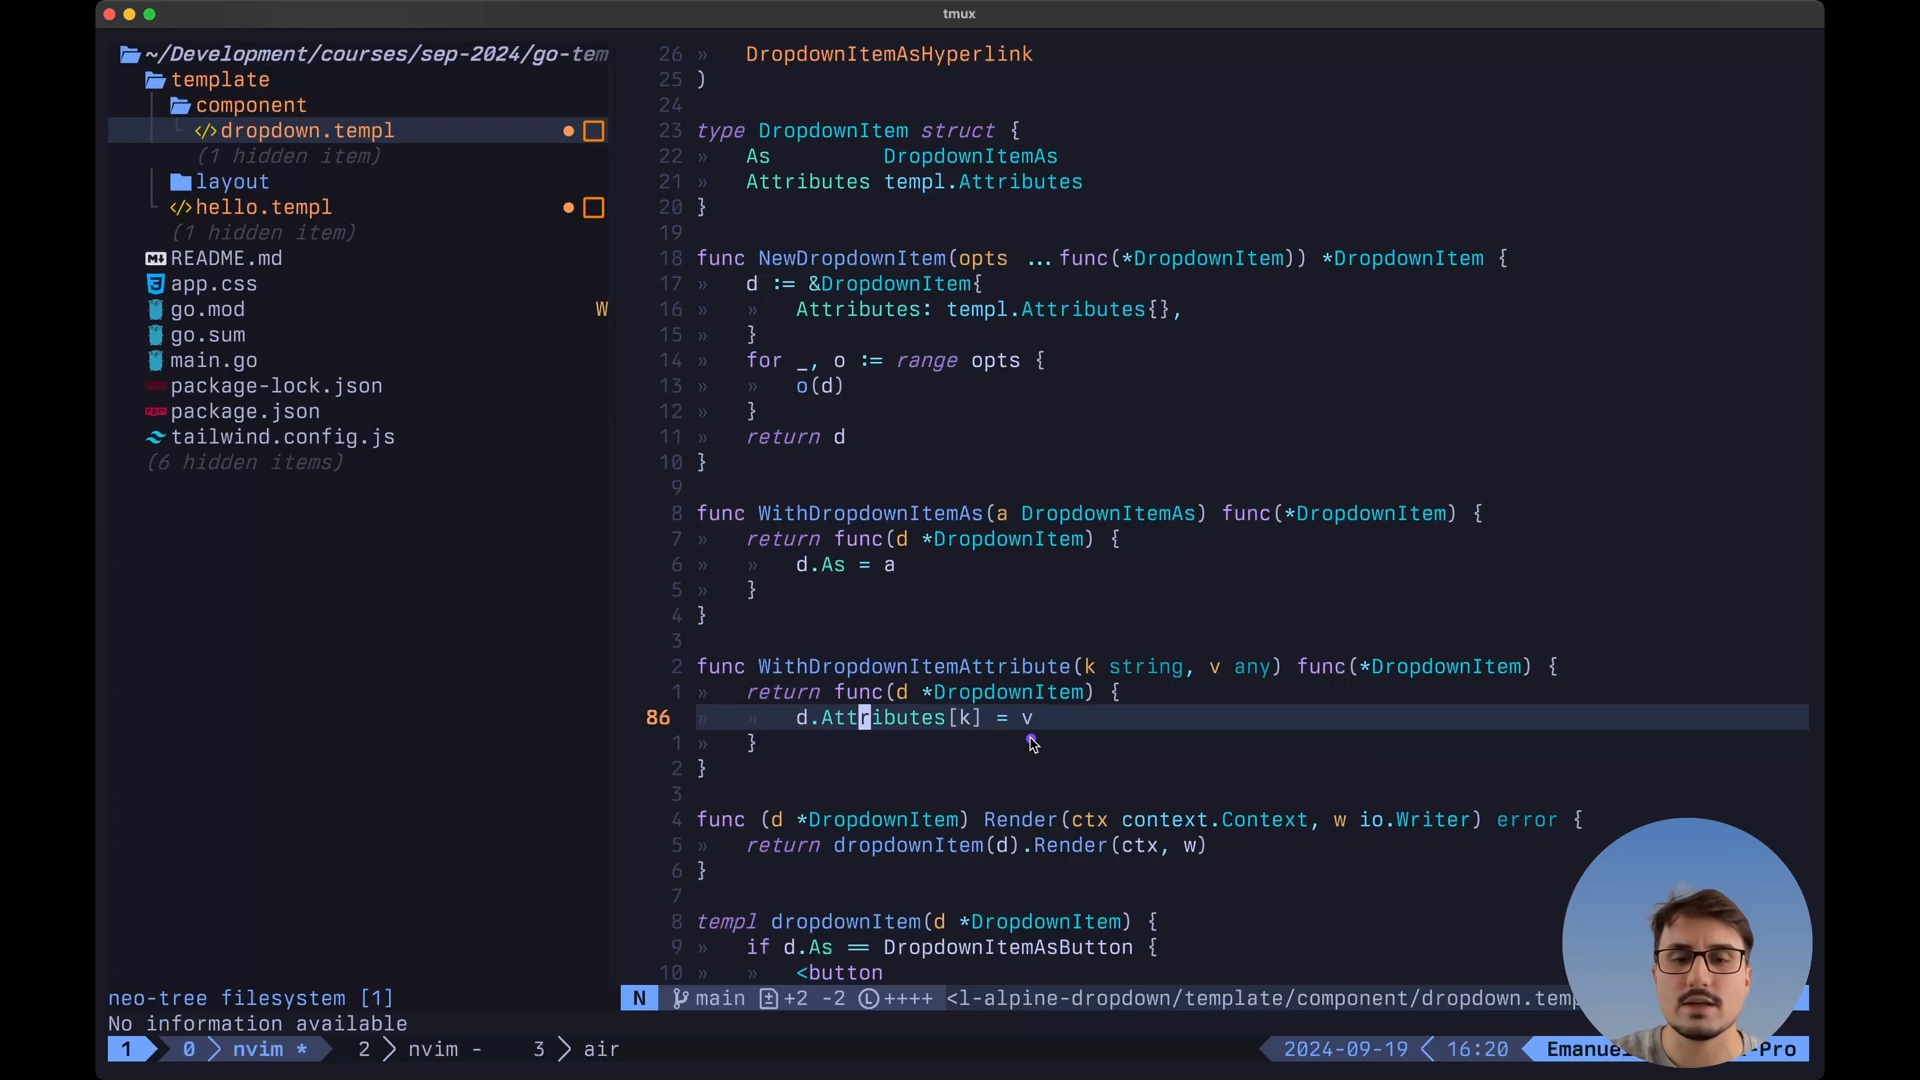 tmux
~/Development/courses/sep-2024/go-tem
template
component
</>dropdown.templ
(1 hidden item)
layout
</>hello.templ
(1 hidden item)
README.md
app.css
go.mod W
go.sum
main.go
package-lock.json
package.json
tailwind.config.js
(6 hidden items)
neo-tree filesystem [1]
26 » DropdownItemAsHyperlink
25 )
24
23 type DropdownItem struct {
22 » As DropdownItemAs
21 » Attributes templ.Attributes
20 }
19
18 func NewDropdownItem(opts ...func(*DropdownItem)) *DropdownItem {
17 » d := &DropdownItem{
16 » » Attributes: templ.Attributes{},
15 » }
14 » for _, o := range opts {
13 » » o(d)
12 » }
11 » return d
10 }
9
8 func WithDropdownItemAs(a DropdownItemAs) func(*DropdownItem) {
7 » return func(d *DropdownItem) {
6 » » d.As = a
5 » }
4 }
3
2 func WithDropdownItemAttribute(k string, v any) func(*DropdownItem) {
1 » return func(d *DropdownItem) {
86 » » d.Attributes[k] = v
1 » }
2 }
3
4 func (d *DropdownItem) Render(ctx context.Context, w io.Writer) error {
5 » return dropdownItem(d).Render(ctx, w)
6 }
7
8 templ dropdownItem(d *DropdownItem) {
9 » if d.As == DropdownItemAsButton {
10 » » <button
N main +2 -2 Ⓛ++++ <l-alpine-dropdown/template/component/dropdown.temp
No information available
1 0 nvim * 2 nvim - 3 air 2024-09-19 16:20 Emanue -Pro